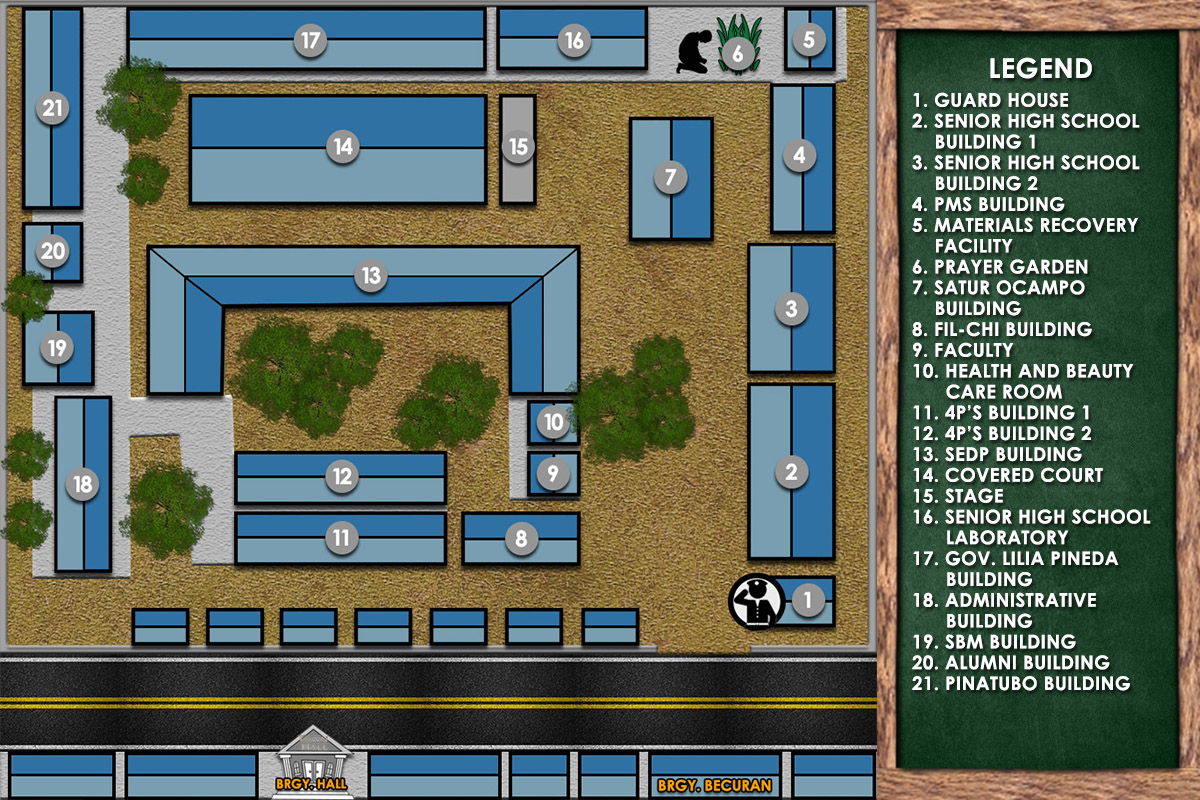 17
16
6
5
21
14
15
4
7
20
13
3
19
10
9
2
18
12
11
8
1
BRGY. HALL
BRGY. BECURAN
LEGEND
1. GUARD HOUSE
2. SENIOR HIGH SCHOOL
BUILDING 1
3. SENIOR HIGH SCHOOL
BUILDING 2
4. PMS BUILDING
5. MATERIALS RECOVERY
FACILITY
6. PRAYER GARDEN
7. SATUR OCAMPO
BUILDING
8. FIL-CHI BUILDING
9. FACULTY
10. HEALTH AND BEAUTY
CARE ROOM
11. 4P'S BUILDING 1
12. 4P'S BUILDING 2
13. SEDP BUILDING
14. COVERED COURT
15. STAGE
16. SENIOR HIGH SCHOOL
LABORATORY
17. GOV. LILIA PINEDA
BUILDING
18. ADMINISTRATIVE
BUILDING
19. SBM BUILDING
20. ALUMNI BUILDING
21. PINATUBO BUILDING